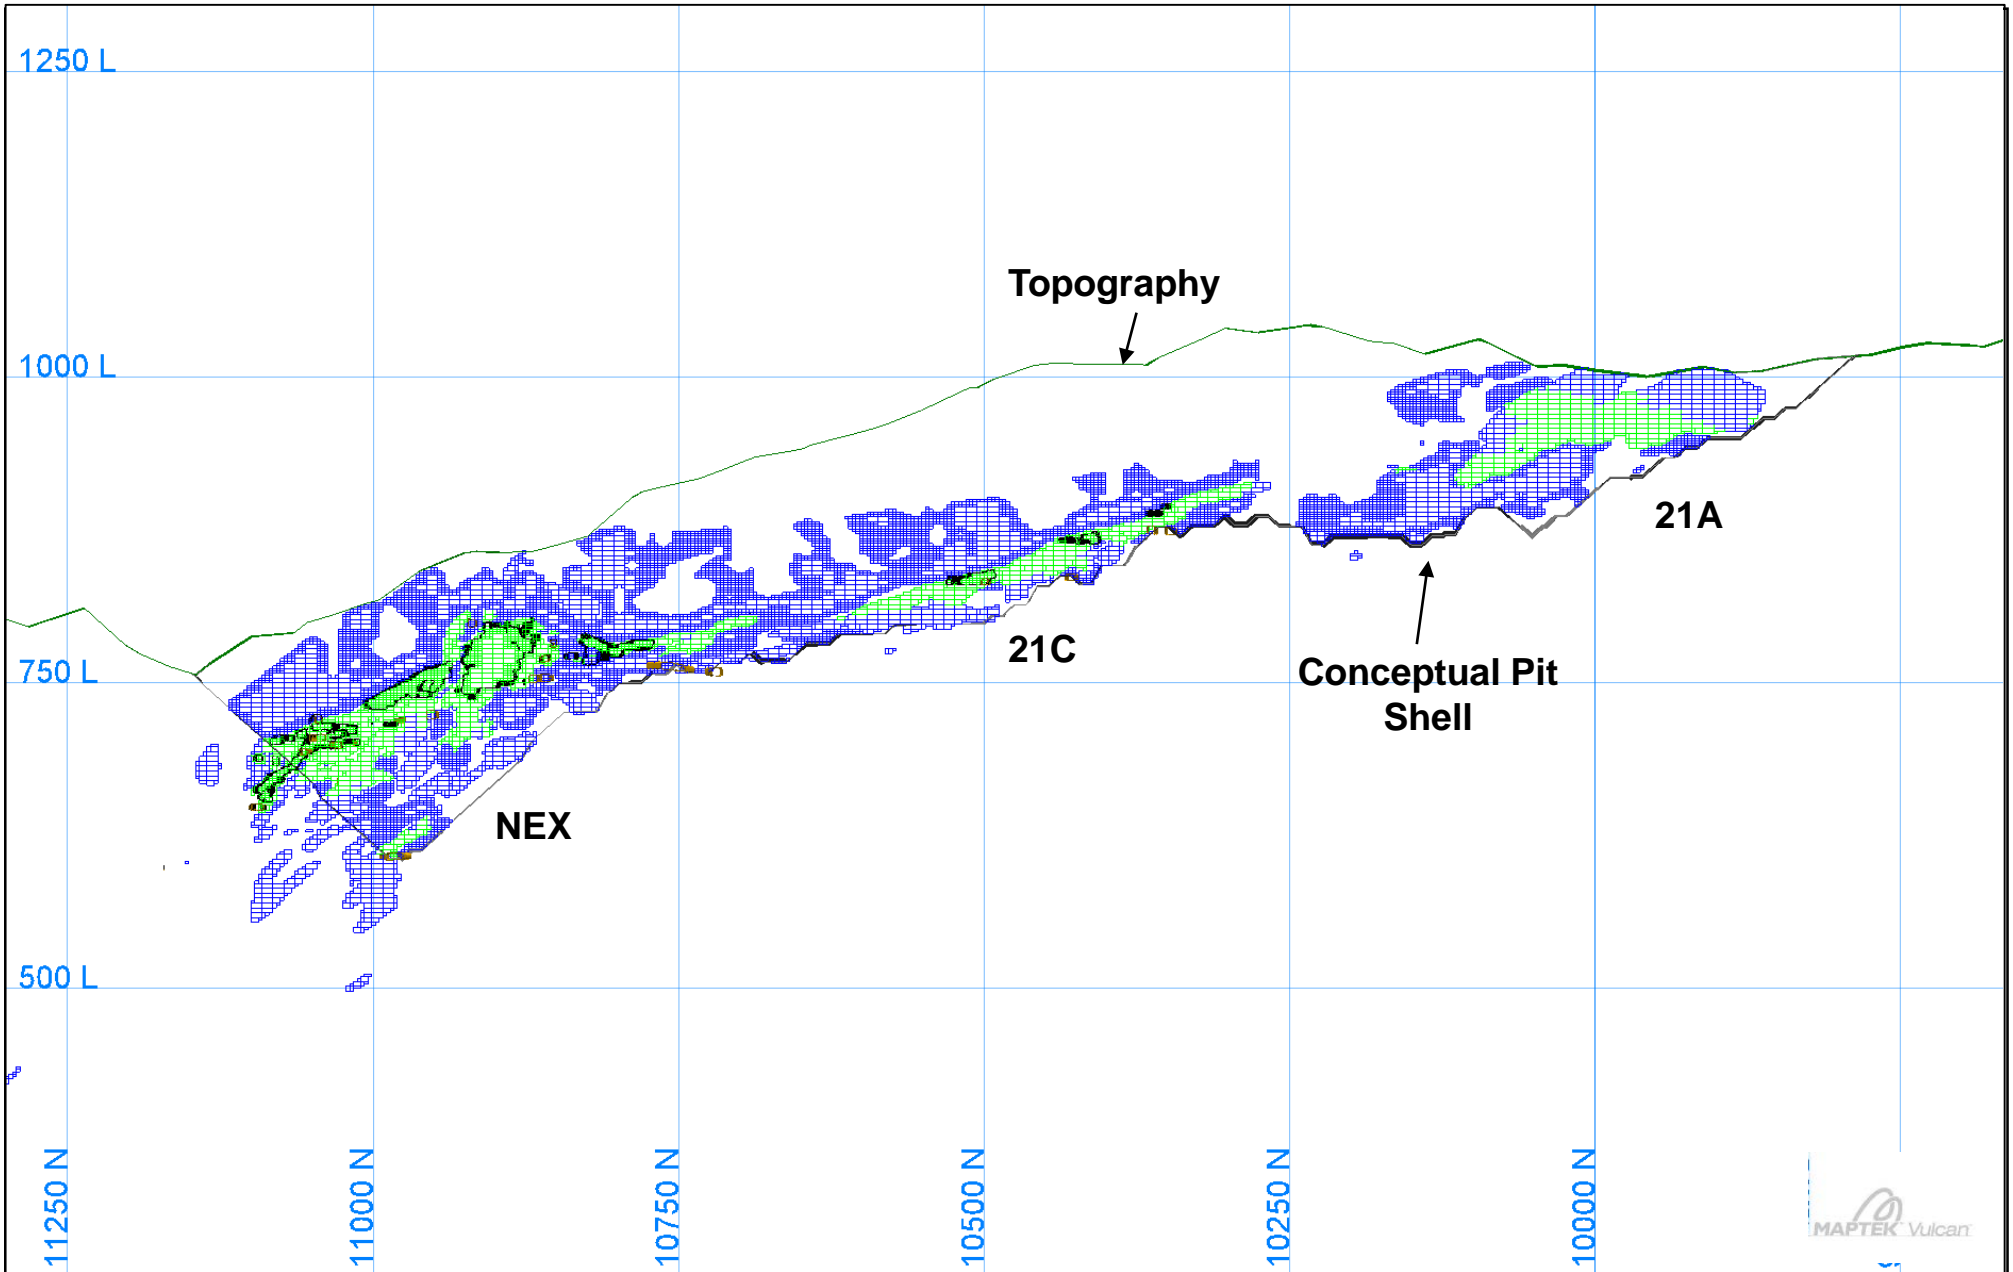 1250 L
Topography
1000 L
21A
21C
750 L
Conceptual Pit
Shell
NEX
500 L
11250 N
11000 N
10750 N
10500 N
10250 N
10000 N
MAPTEK Vulcan